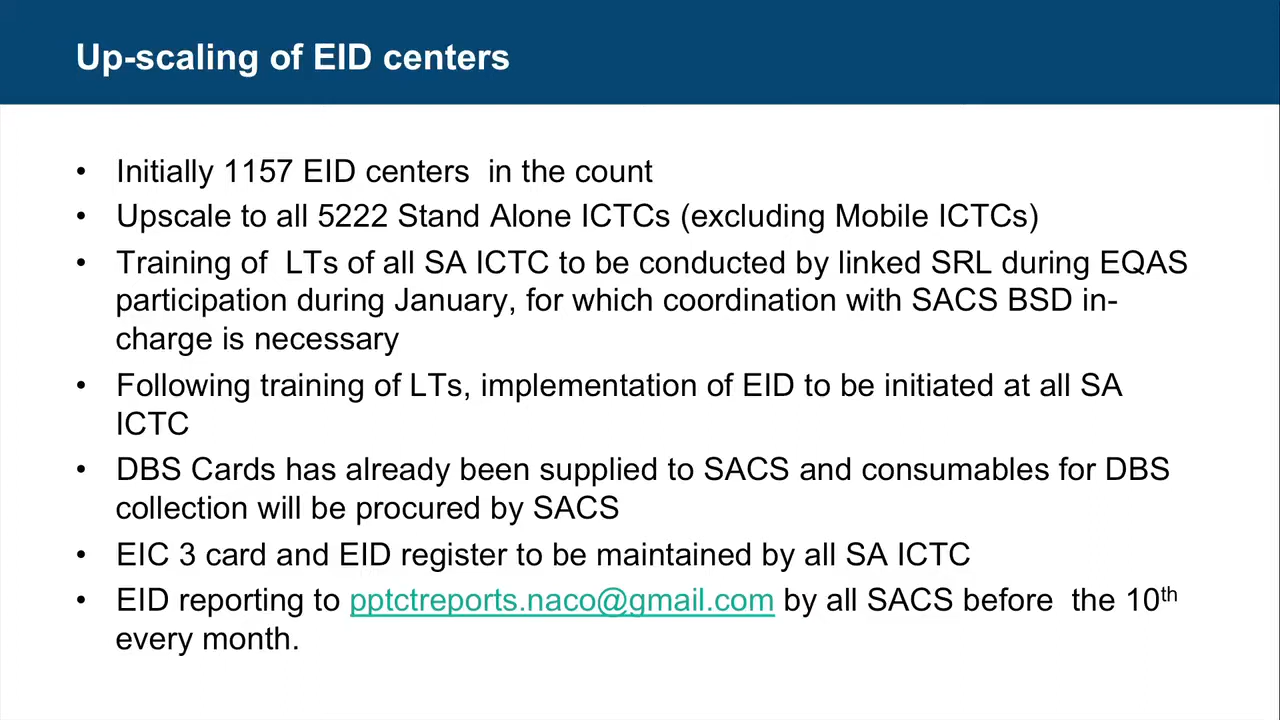 Up-scaling of EID centers
• Initially 1157 EID centers  in the count
• Upscale to all 5222 Stand Alone ICTCs (excluding Mobile ICTCs)
• Training of  LTs of all SA ICTC to be conducted by linked SRL during EQAS
participation during January, for which coordination with SACS BSD in-
charge is necessary
• Following training of LTs, implementation of EID to be initiated at all SA
ICTC
• DBS Cards has already been supplied to SACS and consumables for DBS
collection will be procured by SACS
• EIC 3 card and EID register to be maintained by all SA ICTC
• EID reporting to pptctreports.naco@gmail.com by all SACS before  the 10th
every month.